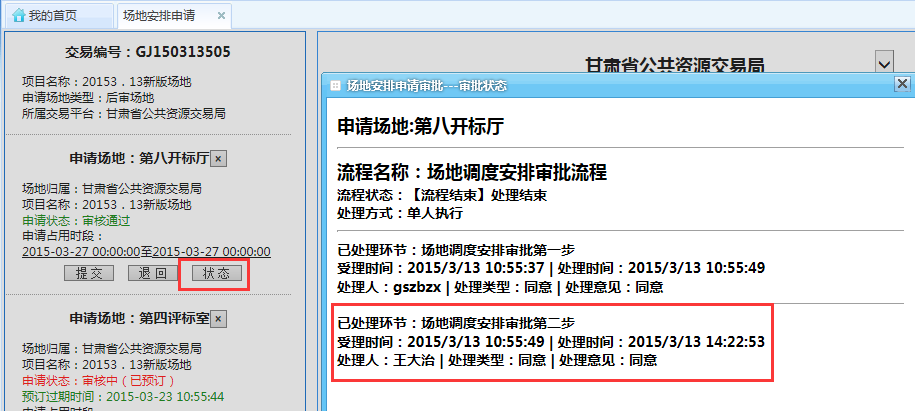 我的首页
场地安排申请
交易编号：GJ150313505
项目名称：20153．13新版场地
申请场地类型：后审场地
所属交易平台：甘肃省公共资源交易局
申请场地：第八开标厅
场地归属：甘肃省公共资源交易局
项目名称：20153．13新版场地
申请状态：审核通过
申请占用时段：
2015-03-27 00:00:00至2015-03-27 00:00:00
提交 退回 状态
申请场地：第四评标室
场地归属：甘肃省公共资源交易局
项目名称：20153．13新版场地
申请状态：审核中（已预订）
预订过期时间：2015-03-23 10:55:44
申请占用时段
甘肃省公共资源交易局
场地安排申请审批---审批状态
申请场地:第八开标厅
流程名称：场地调度安排审批流程
流程状态：【流程结束】处理结束
处理方式：单人执行
已处理环节：场地调度安排审批第一步
受理时间：2015/3/13 10:55:37 | 处理时间：2015/3/13 10:55:49
处理人：gszbzx | 处理类型：同意 | 处理意见：同意
已处理环节：场地调度安排审批第二步
受理时间：2015/3/13 10:55:49 | 处理时间：2015/3/13 14:22:53
处理人：王大治 | 处理类型：同意 | 处理意见：同意